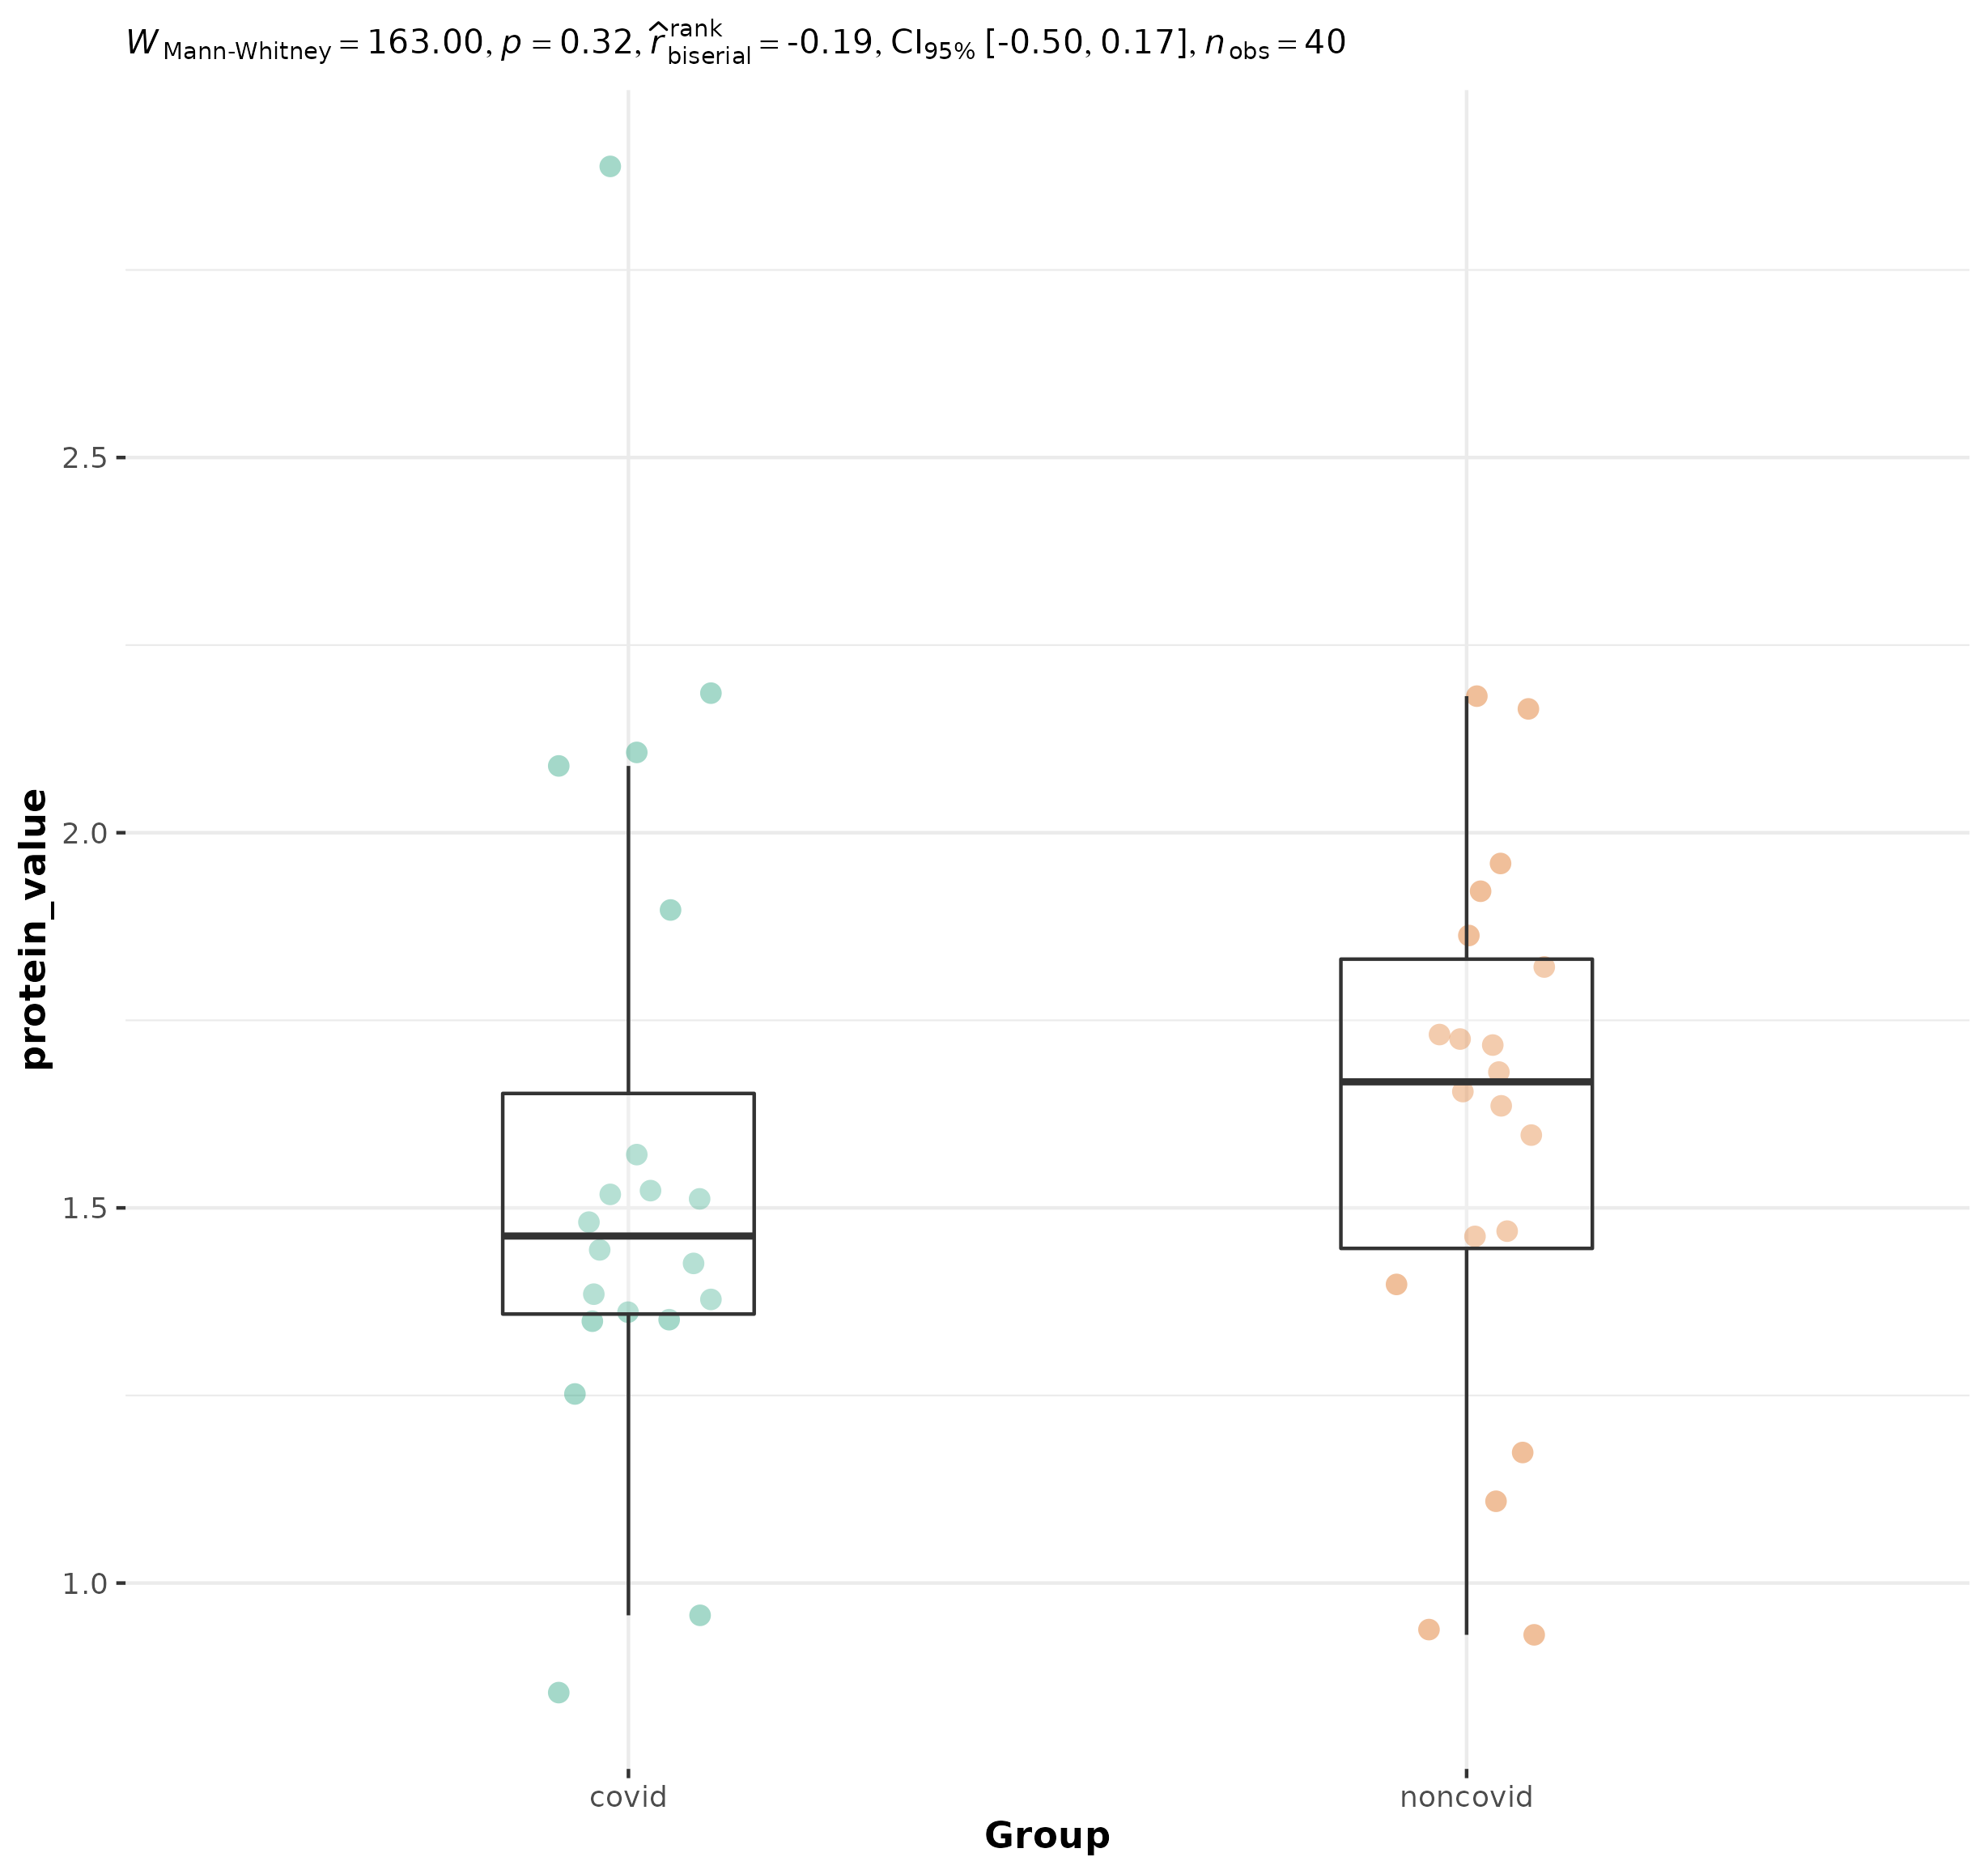 W Mann-Whitney = 163.00, p = 0.32, r̂ rank biserial = -0.19, CI95% [-0.50, 0.17], n obs = 40
protein_value
2.5
2.0
1.5
1.0
covid noncovid
Group